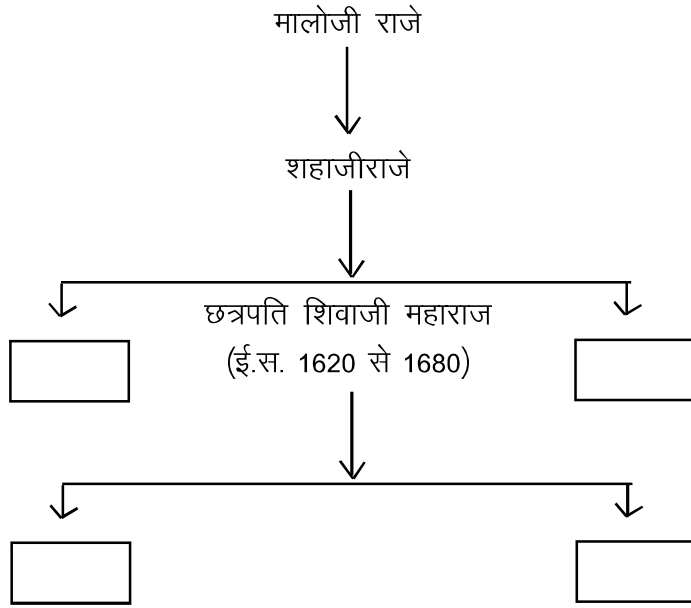 मालोजी राजे
शहाजीराजे
छत्रपति शिवाजी महाराज
(ई.स. 1620 से 1680)